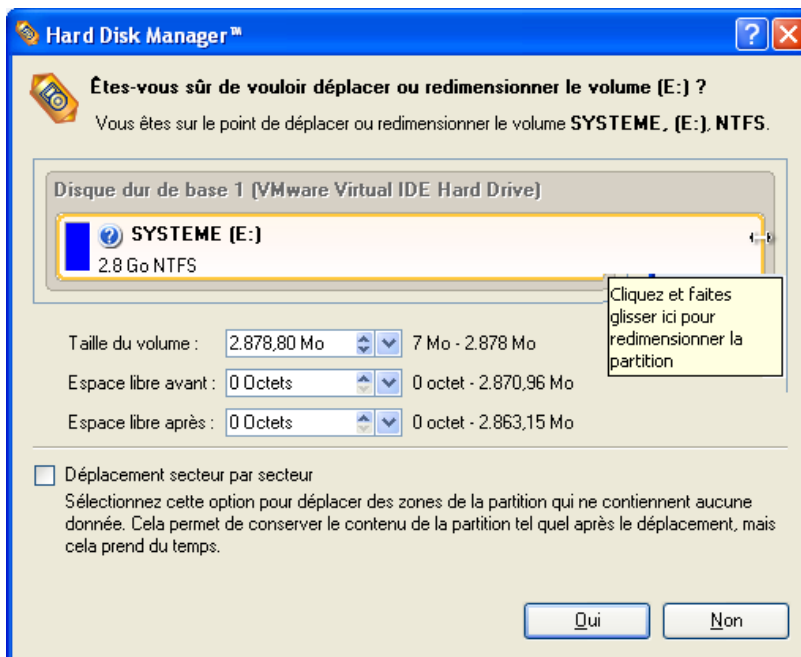 Hard Disk Manager™
Êtes-vous sûr de vouloir déplacer ou redimensionner le volume (E:) ?
Vous êtes sur le point de déplacer ou redimensionner le volume SYSTEME, (E:), NTFS.
Disque dur de base 1 (VMware Virtual IDE Hard Drive)
SYSTEME (E:)
2.8 Go NTFS
Cliquez et faites
glisser ici pour
redimensionner la
partition
Taille du volume : 2.878,80 Mo 7 Mo - 2.878 Mo
Espace libre avant : 0 Octets 0 octet - 2.870,96 Mo
Espace libre après : 0 Octets 0 octet - 2.863,15 Mo
Déplacement secteur par secteur
Sélectionnez cette option pour déplacer des zones de la partition qui ne contiennent aucune
donnée. Cela permet de conserver le contenu de la partition tel quel après le déplacement, mais
cela prend du temps.
Oui Non